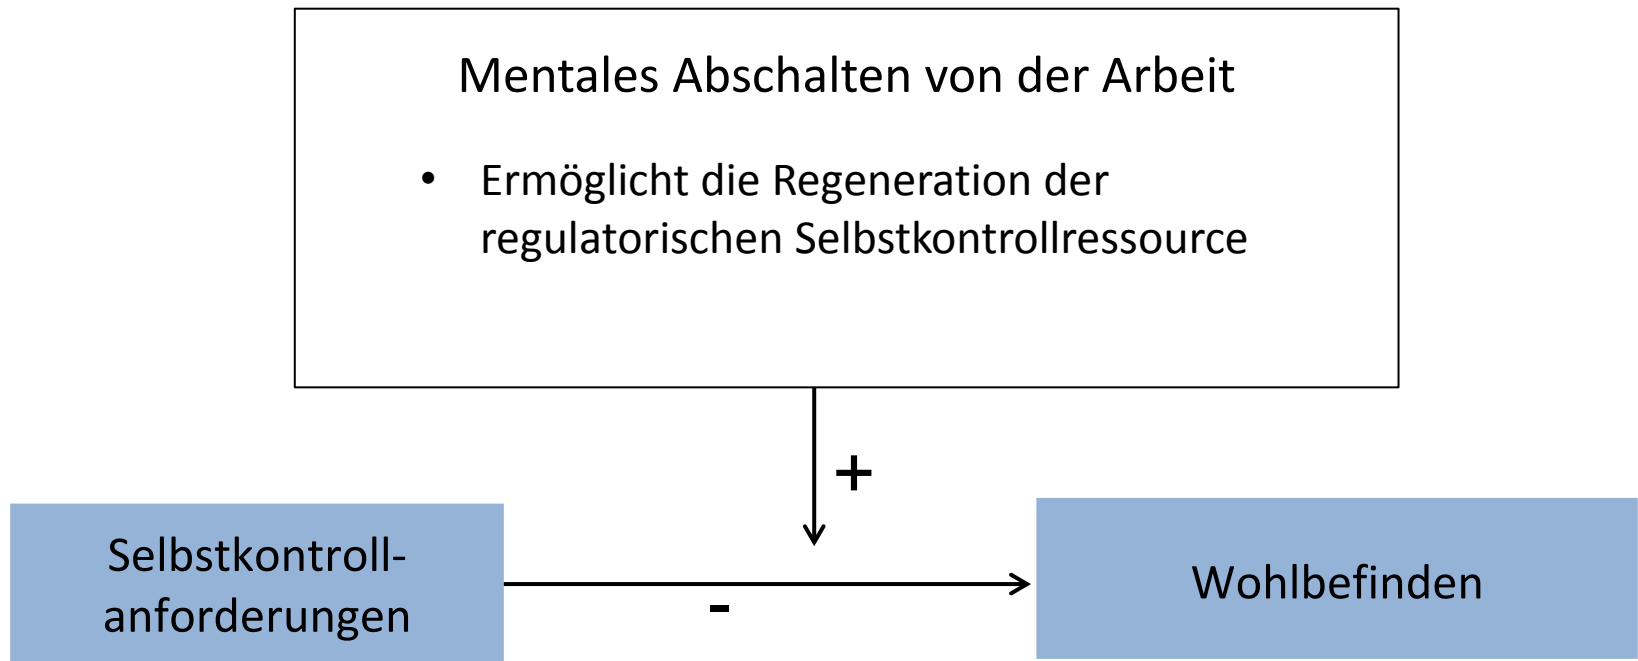 Mentales Abschalten von der Arbeit
• Ermöglicht die Regeneration der
regulatorischen Selbstkontrollressource
+
Selbstkontroll-
anforderungen
-
Wohlbefinden